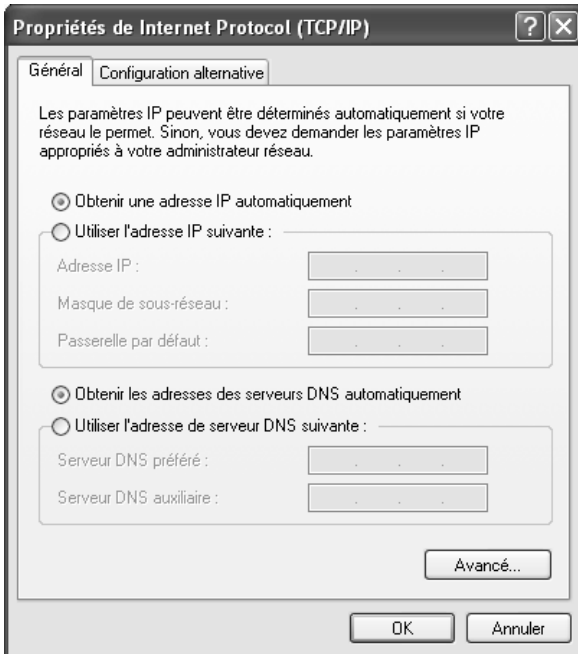 Propriétés de Internet Protocol (TCP/IP)
Général
Configuration alternative
Les paramètres IP peuvent être déterminés automatiquement si votre
réseau le permet. Sinon, vous devez demander les paramètres IP
appropriés à votre administrateur réseau.
Obtenir une adresse IP automatiquement
Utiliser l'adresse IP suivante :
Adresse IP :
Masque de sous-réseau :
Passerelle par défaut :
Obtenir les adresses des serveurs DNS automatiquement
Utiliser l'adresse de serveur DNS suivante :
Serveur DNS préféré :
Serveur DNS auxiliaire :
Avancé...
OK
Annuler